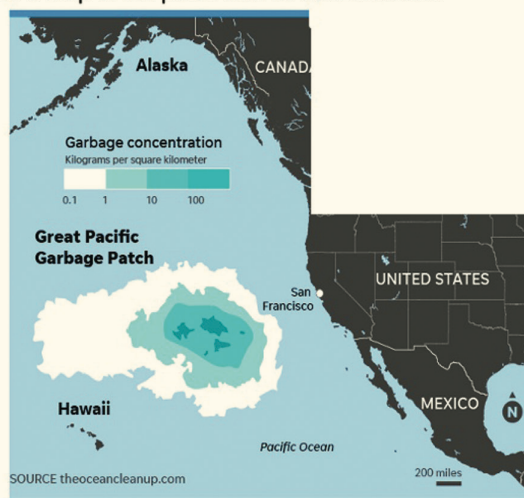 Alaska
CANADA
Garbage concentration
Kilograms per square kilometer
0.1 1 10 100
Great Pacific
Garbage Patch
San
Francisco
UNITED STATES
Hawaii
MEXICO
N
Pacific Ocean
200 miles
SOURCE theoceancleanup.com